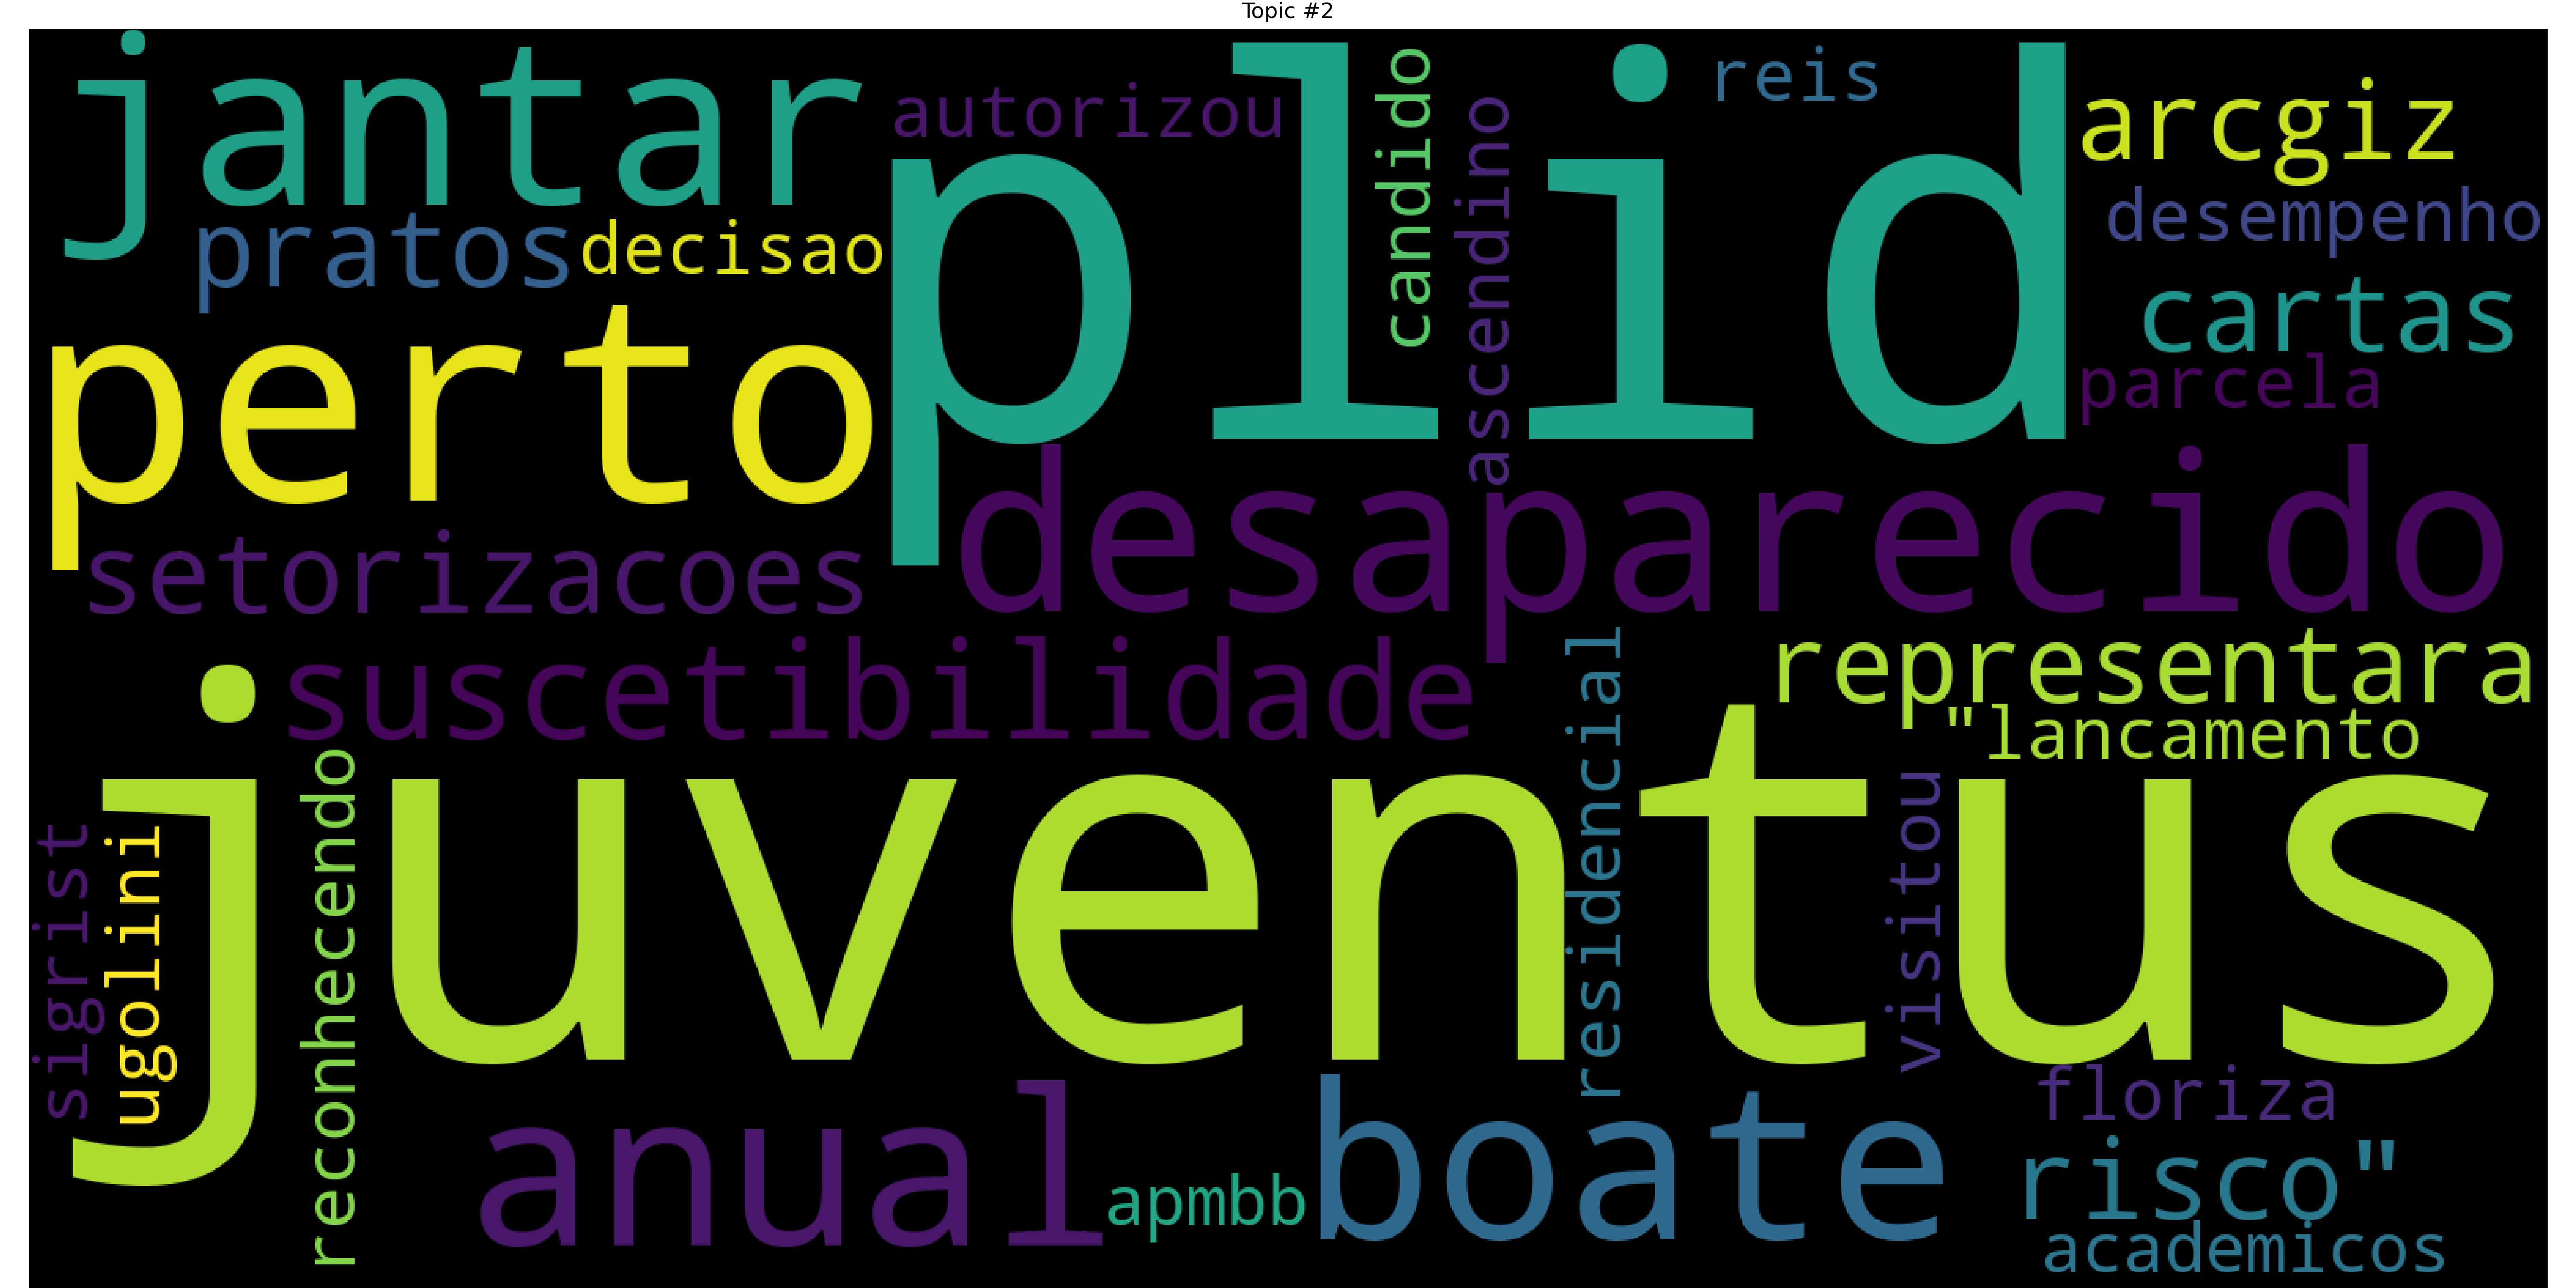 Topic #2
jantar
autorizou
plid
candido
ascendino
reis
arcgiz
pratos
decisao
desempenho
cartas
perto
parcela
desaparecido
setorizacoes
suscetibilidade
residencial
representara
"lancamento
juventus
sigrist
ugolini
reconhecendo
visitou
anual
apmbb
boate
floriza
risco"
academicos